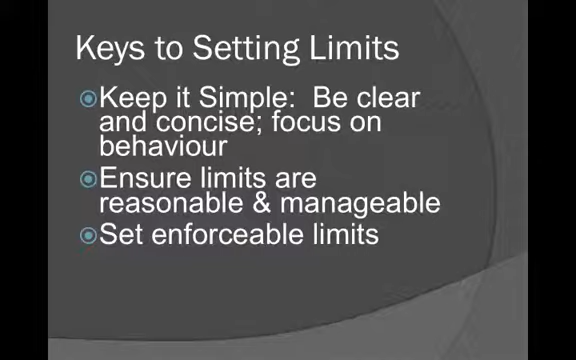 Keys to Setting Limits
Keep it Simple:  Be clear
and concise; focus on
behaviour
Ensure limits are
reasonable & manageable
Set enforceable limits